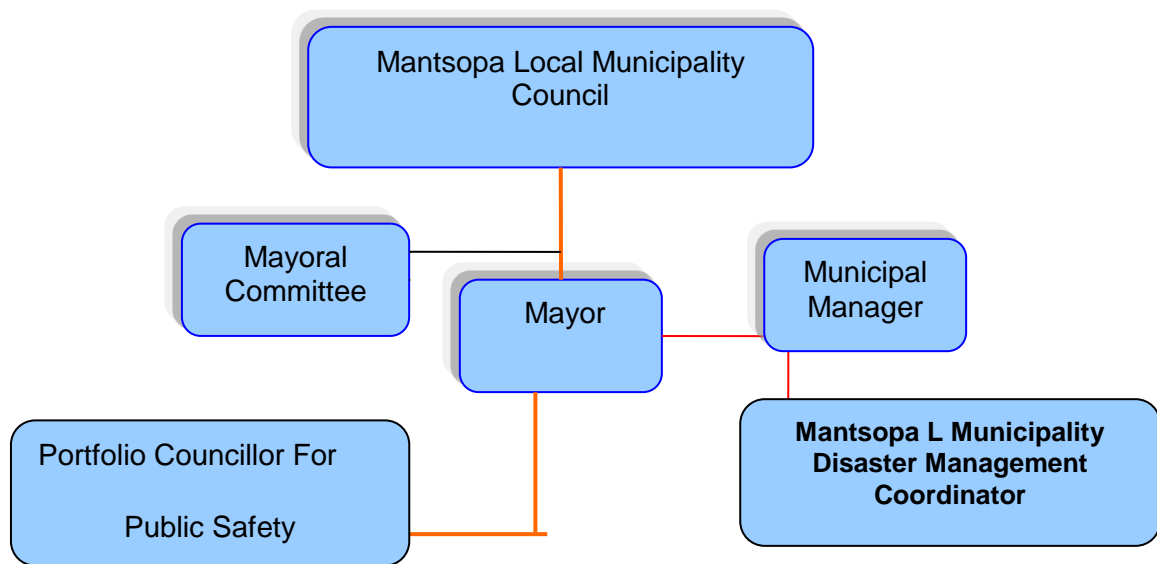 Mantsopa Local Municipality
Council
Mayoral
Committee
Municipal
Manager
Mayor
Portfolio Councillor For
Public Safety
Mantsopa L Municipality
Disaster Management
Coordinator